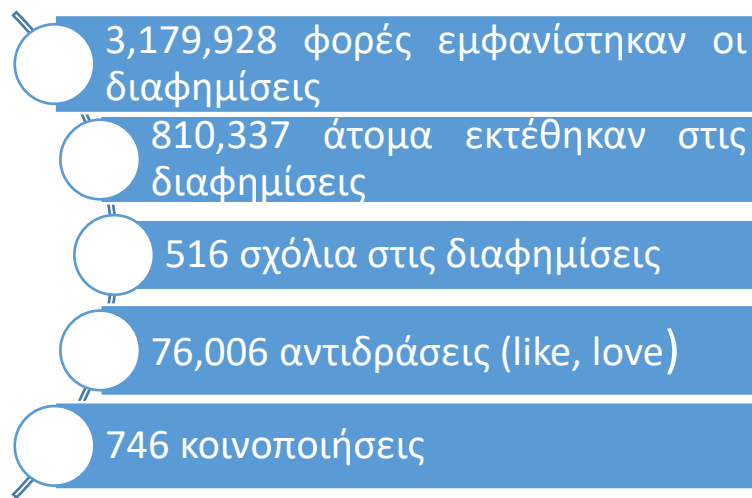 3,179,928 φορές εμφανίστηκαν οι
διαφημίσεις
810,337 άτομα εκτέθηκαν στις
διαφημίσεις
516 σχόλια στις διαφημίσεις
76,006 αντιδράσεις (like, love)
746 κοινοποιήσεις